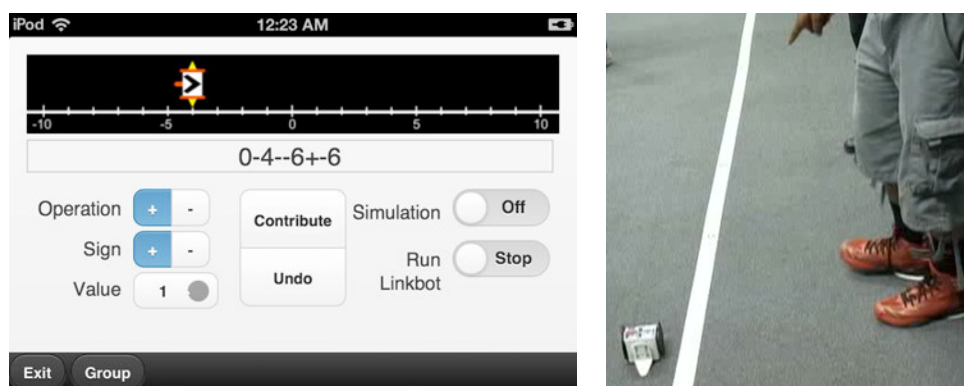 iPod 12:23 AM
-10 -5 0 5 10
0-4--6+-6
Operation + -
Sign + -
Value 1
Contribute
Undo
Simulation Off
Run Linkbot Stop
Exit Group